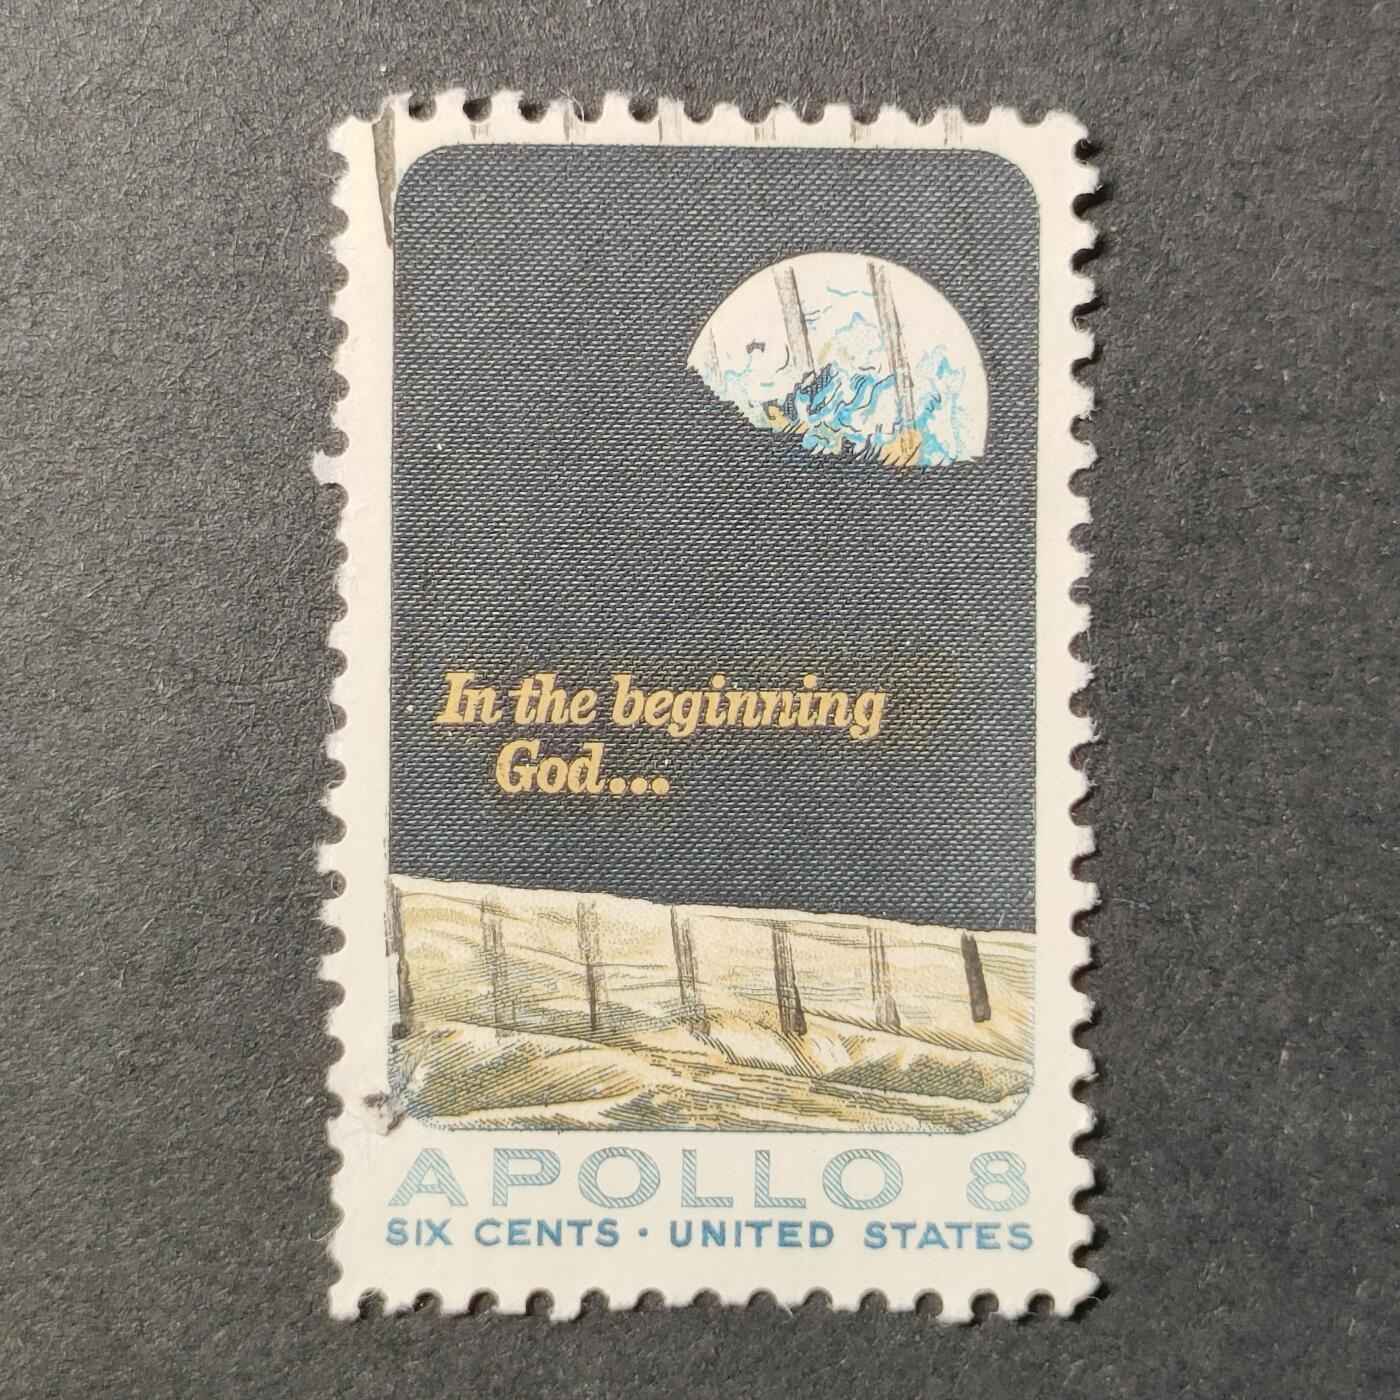 In the beginning
God...
APOLLO 8
SIX CENTS · UNITED STATES